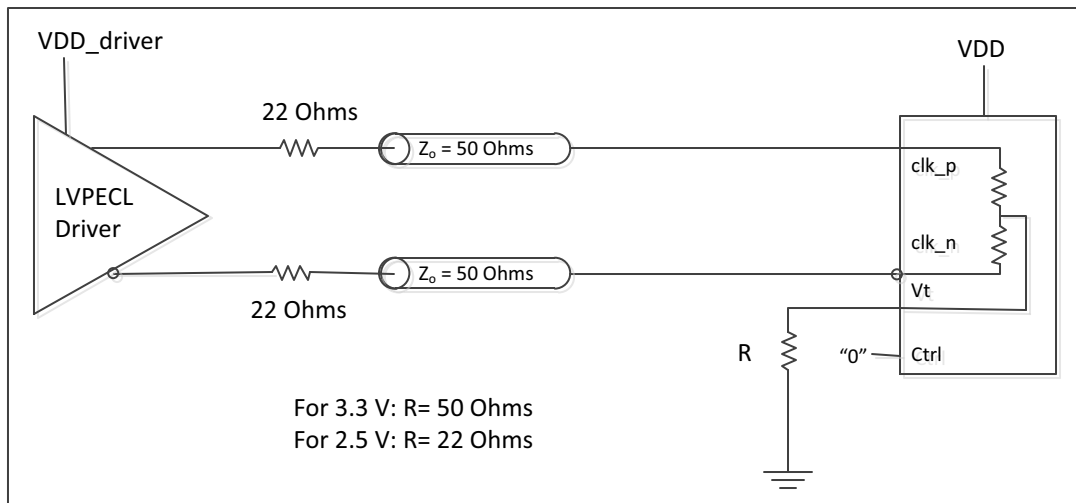 VDD_driver
VDD
22 Ohms
Zo = 50 Ohms
clk_p
LVPECL
Driver
clk_n
Zo = 50 Ohms
22 Ohms
Vt
R
“0”
Ctrl
For 3.3 V: R= 50 Ohms
For 2.5 V: R= 22 Ohms